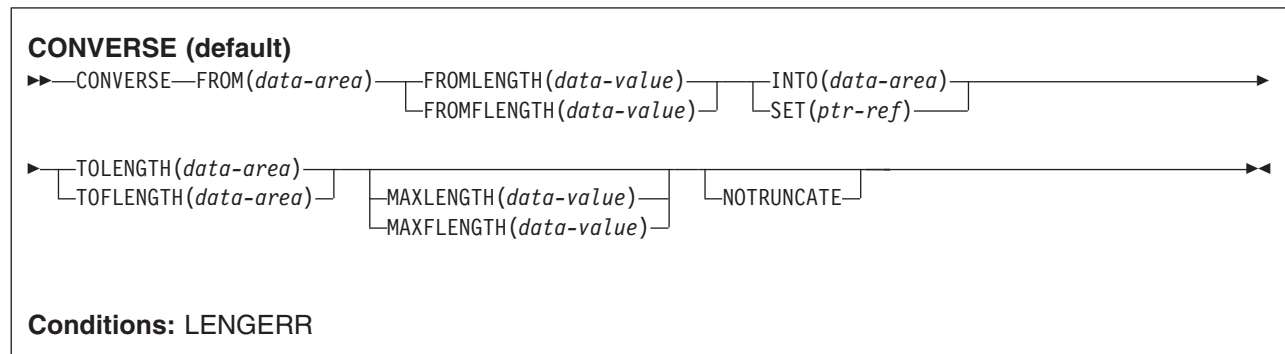 CONVERSE (default)
CONVERSE FROM(data-area) FROMLENGTH(data-value) INTO(data-area)
FROMFLENGTH(data-value) SET(ptr-ref)
TOLENGTH(data-area)
TOFLENGTH(data-area) MAXLENGTH(data-value) NOTRUNCATE
MAXFLENGTH(data-value)
Conditions: LENGERR